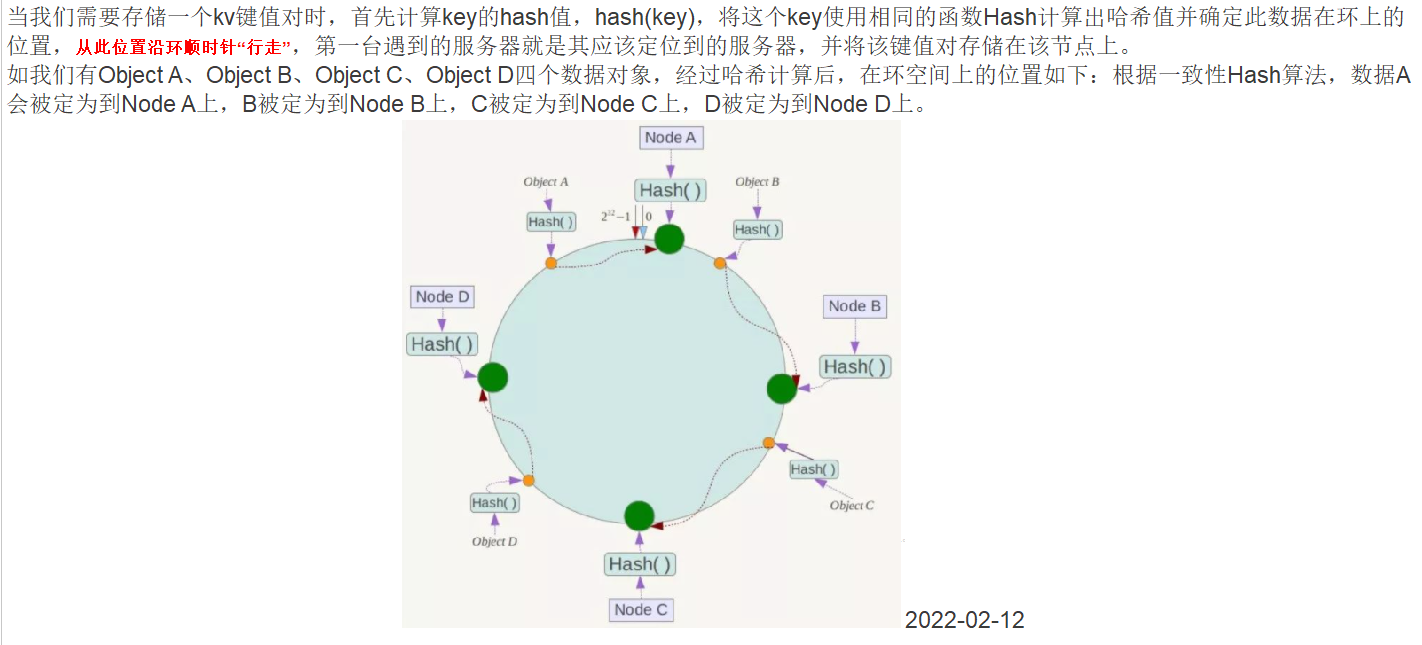 当我们需要存储一个kv键值对时，首先计算key的hash值，hash(key)，将这个key使用相同的函数Hash计算出哈希值并确定此数据在环上的
位置，从此位置沿环顺时针“行走”，第一台遇到的服务器就是其应该定位到的服务器，并将该键值对存储在该节点上。
如我们有Object A、Object B、Object C、Object D四个数据对象，经过哈希计算后，在环空间上的位置如下：根据一致性Hash算法，数据A
会被定为到Node A上，B被定为到Node B上，C被定为到Node C上，D被定为到Node D上。
Node A
Object A
Hash( )
Object B
Hash( )
2³²−1
0
Hash( )
Node D
Node B
Hash( )
Hash( )
Hash( )
Object C
Hash( )
Object D
Hash( )
Node C
2022-02-12